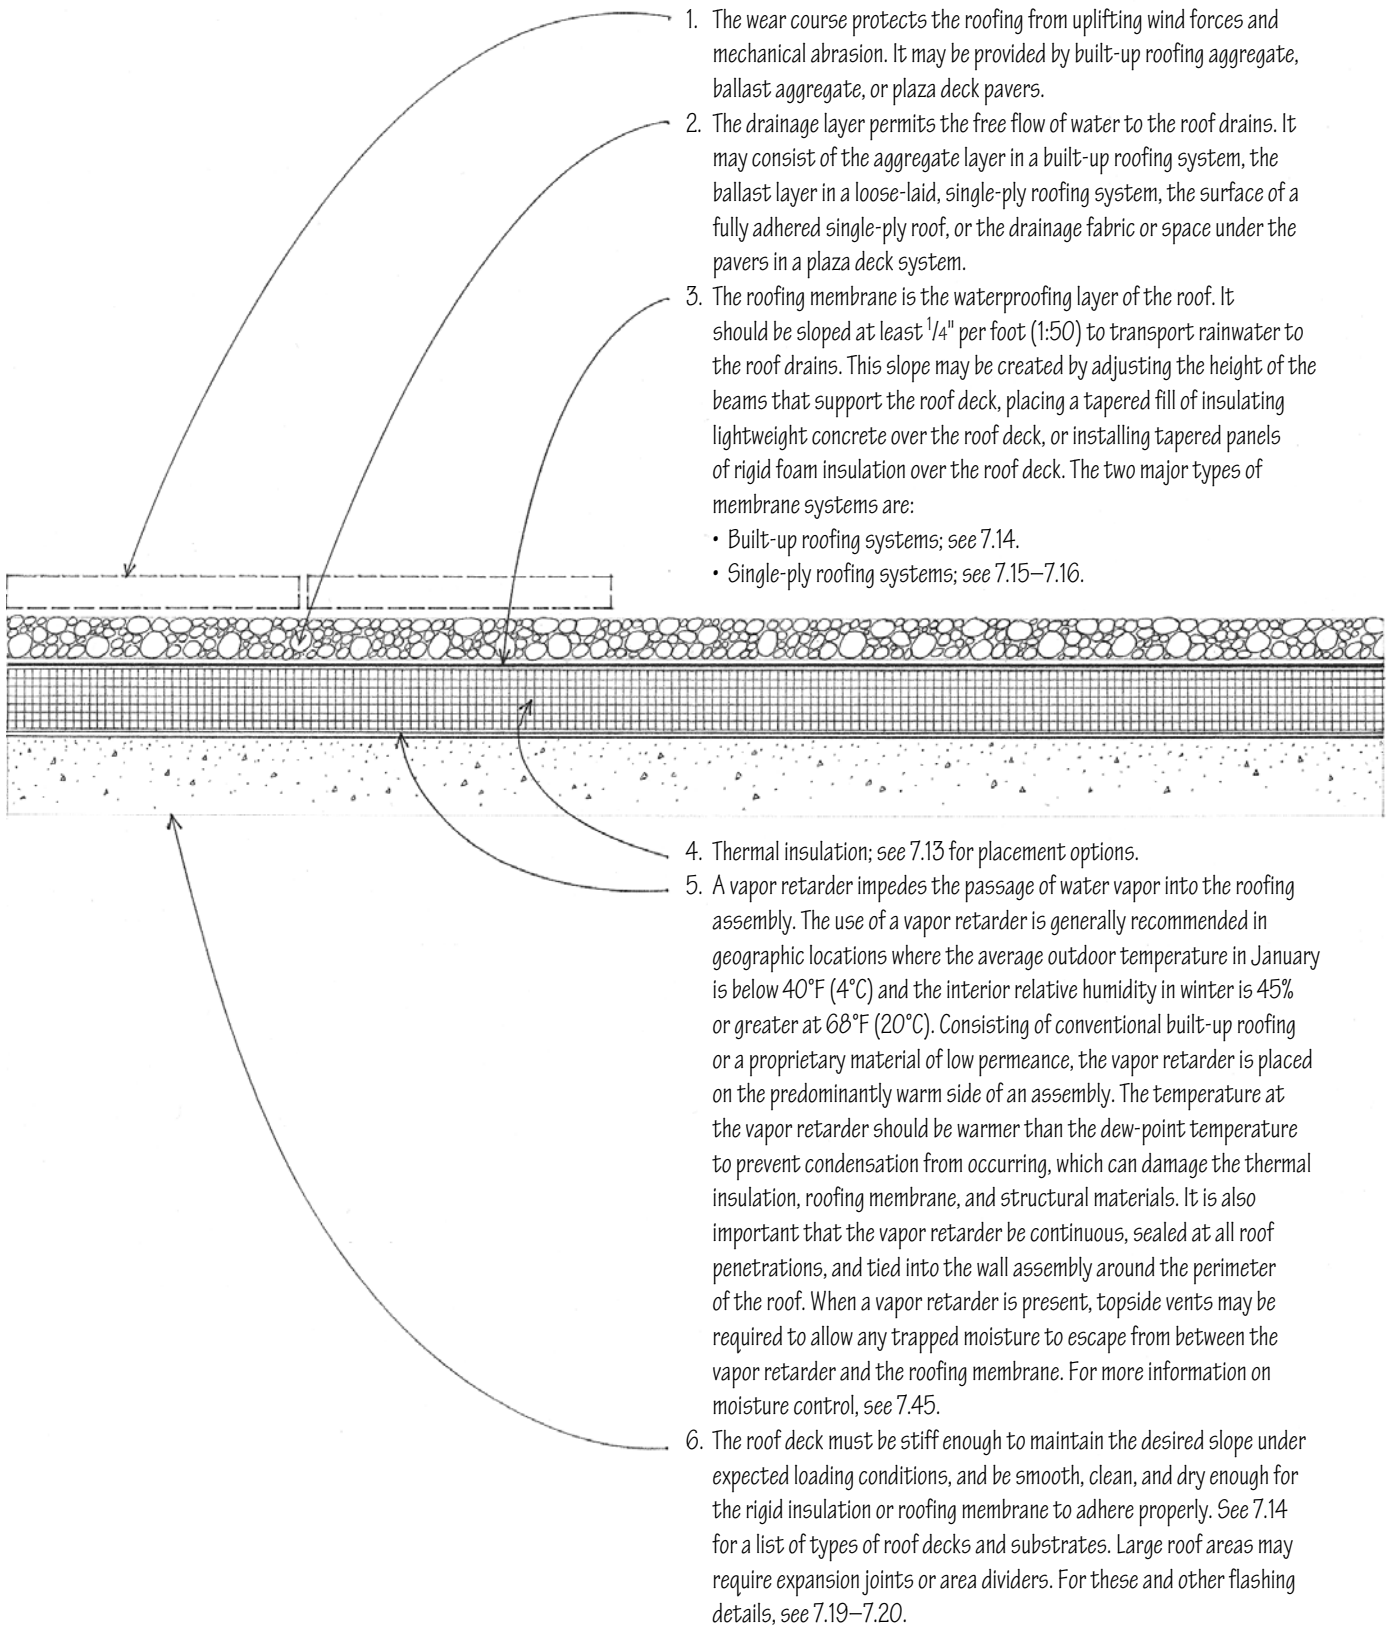 1. The wear course protects the roofing from uplifting wind forces and
mechanical abrasion. It may be provided by built-up roofing aggregate,
ballast aggregate, or plaza deck pavers.
2. The drainage layer permits the free flow of water to the roof drains. It
may consist of the aggregate layer in a built-up roofing system, the
ballast layer in a loose-laid, single-ply roofing system, the surface of a
fully adhered single-ply roof, or the drainage fabric or space under the
pavers in a plaza deck system.
3. The roofing membrane is the waterproofing layer of the roof. It
should be sloped at least 1/4" per foot (1:50) to transport rainwater to
the roof drains. This slope may be created by adjusting the height of the
beams that support the roof deck, placing a tapered fill of insulating
lightweight concrete over the roof deck, or installing tapered panels
of rigid foam insulation over the roof deck. The two major types of
membrane systems are:
• Built-up roofing systems; see 7.14.
• Single-ply roofing systems; see 7.15–7.16.
4. Thermal insulation; see 7.13 for placement options.
5. A vapor retarder impedes the passage of water vapor into the roofing
assembly. The use of a vapor retarder is generally recommended in
geographic locations where the average outdoor temperature in January
is below 40°F (4°C) and the interior relative humidity in winter is 45%
or greater at 68°F (20°C). Consisting of conventional built-up roofing
or a proprietary material of low permeance, the vapor retarder is placed
on the predominantly warm side of an assembly. The temperature at
the vapor retarder should be warmer than the dew-point temperature
to prevent condensation from occurring, which can damage the thermal
insulation, roofing membrane, and structural materials. It is also
important that the vapor retarder be continuous, sealed at all roof
penetrations, and tied into the wall assembly around the perimeter
of the roof. When a vapor retarder is present, topside vents may be
required to allow any trapped moisture to escape from between the
vapor retarder and the roofing membrane. For more information on
moisture control, see 7.45.
6. The roof deck must be stiff enough to maintain the desired slope under
expected loading conditions, and be smooth, clean, and dry enough for
the rigid insulation or roofing membrane to adhere properly. See 7.14
for a list of types of roof decks and substrates. Large roof areas may
require expansion joints or area dividers. For these and other flashing
details, see 7.19–7.20.